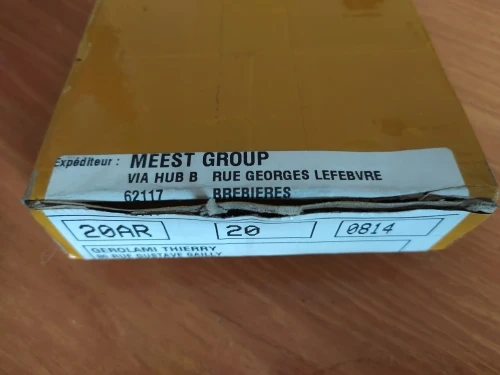 Expéditeur : MEEST GROUP
VIA HUB B RUE GEORGES LEFEBVRE
62117 BREBIERES
20AR 20 0814
GEROLAMI THIERRY
RUE GUSTAVE